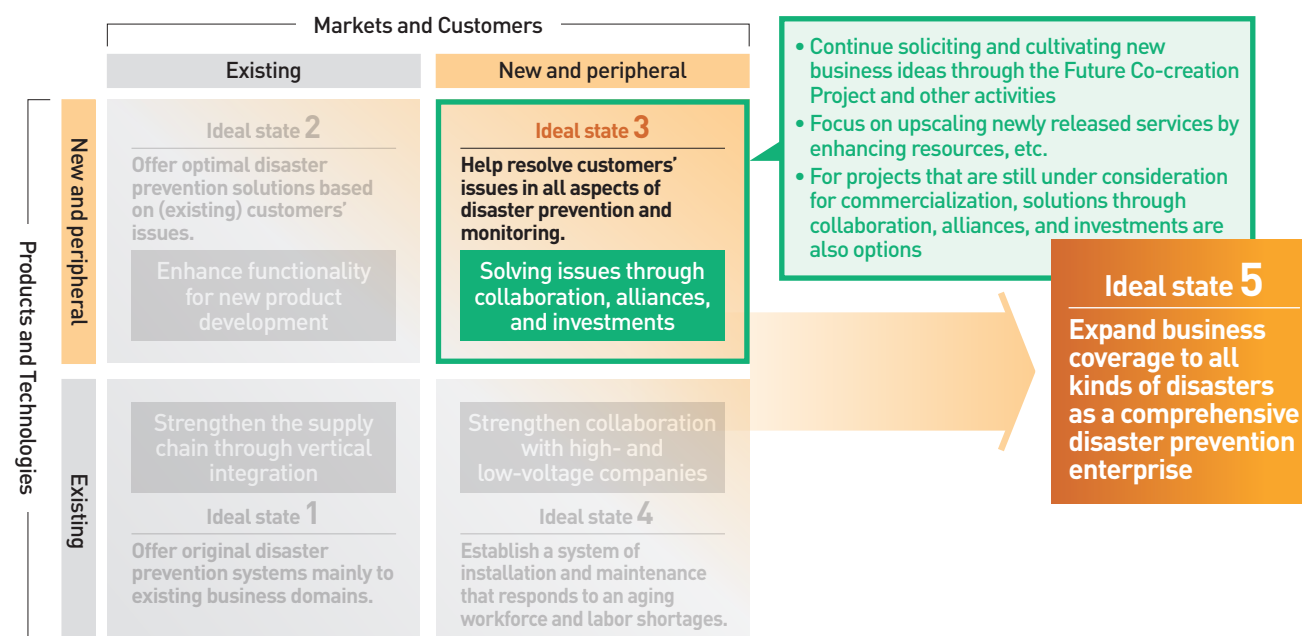 Markets and Customers
Existing
New and peripheral
Products and Technologies
New and peripheral
Ideal state 2
Offer optimal disaster
prevention solutions based
on (existing) customers'
issues.
Enhance functionality
for new product
development
Ideal state 3
Help resolve customers'
issues in all aspects of
disaster prevention and
monitoring.
Solving issues through
collaboration, alliances,
and investments
• Continue soliciting and cultivating new
business ideas through the Future Co-creation
Project and other activities
• Focus on upscaling newly released services by
enhancing resources, etc.
• For projects that are still under consideration
for commercialization, solutions through
collaboration, alliances, and investments are
also options
Existing
Strengthen the supply
chain through vertical
integration
Ideal state 1
Offer original disaster
prevention systems mainly to
existing business domains.
Strengthen collaboration
with high- and
low-voltage companies
Ideal state 4
Establish a system of
installation and maintenance
that responds to an aging
workforce and labor shortages.
Ideal state 5
Expand business
coverage to all
kinds of disasters
as a comprehensive
disaster prevention
enterprise